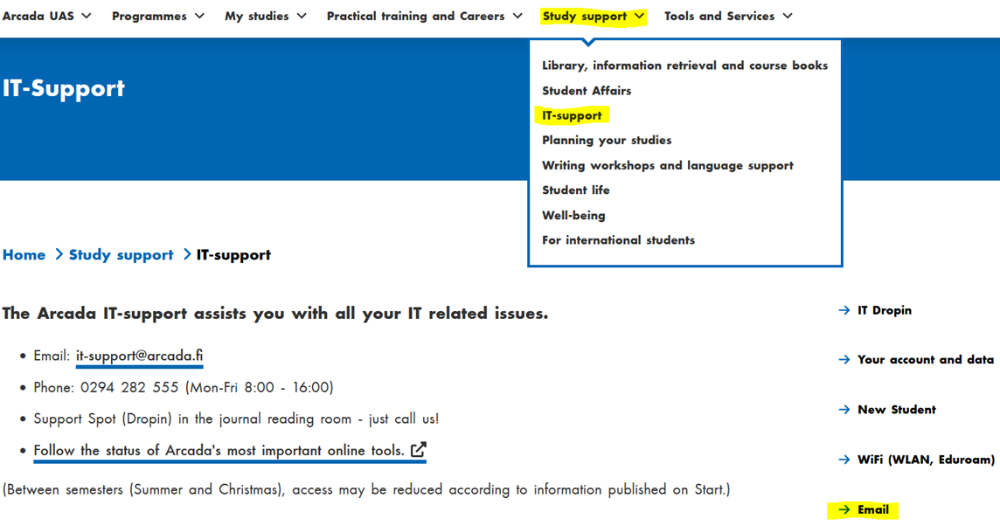 Arcada UAS Programmes My studies Practical training and Careers Study support Tools and Services
IT-Support
Library, information retrieval and course books
Student Affairs
IT-support
Planning your studies
Writing workshops and language support
Student life
Well-being
For international students
Home > Study support > IT-support
The Arcada IT-support assists you with all your IT related issues.
• Email: it-support@arcada.fi
• Phone: 0294 282 555 (Mon-Fri 8:00 - 16:00)
• Support Spot (Dropin) in the journal reading room - just call us!
• Follow the status of Arcada's most important online tools.
(Between semesters (Summer and Christmas), access may be reduced according to information published on Start.)
→ IT Dropin
→ Your account and data
→ New Student
→ WiFi (WLAN, Eduroam)
→ Email